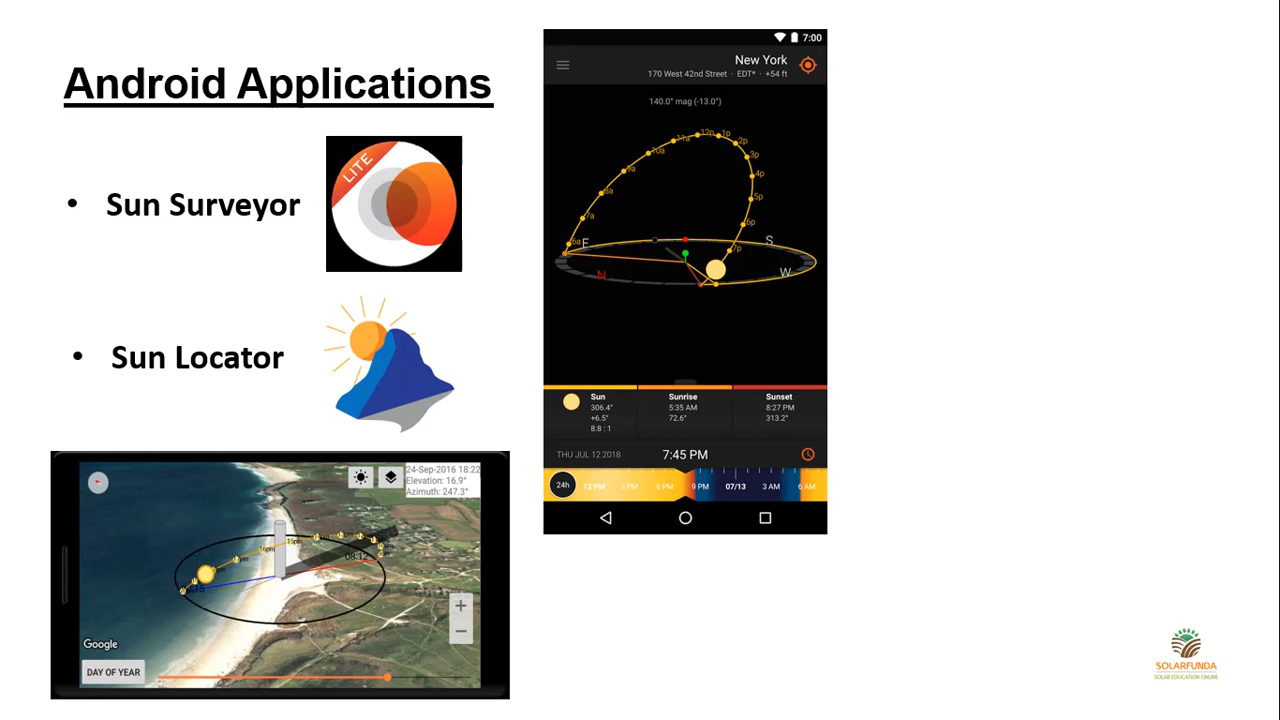 Android Applications
LITE
• Sun Surveyor
• Sun Locator
24-Sep-2016 18:22
Elevation: 16.9°
Azimuth: 247.3°
16pm
15pm
08:12
Google
+
−
DAY OF YEAR
7:00
New York
170 West 42nd Street · EDT* · +54 ft
140.0° mag (-13.0°)
6a
7a
8a
9a
10a
11a
12p
1p
2p
3p
4p
5p
6p
7p
E
S
N
W
Sun
306.4°
+6.5°
8.8 : 1
Sunrise
5:35 AM
72.6°
Sunset
8:27 PM
313.2°
THU JUL 12 2018
7:45 PM
24h
12 PM
3 PM
6 PM
9 PM
07/13
3 AM
6 AM
SOLARFUNDA
SOLAR EDUCATION ONLINE